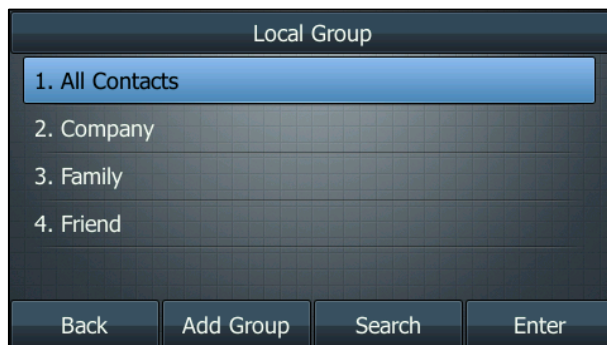 Local Group
1. All Contacts
2. Company
3. Family
4. Friend
Back Add Group Search Enter